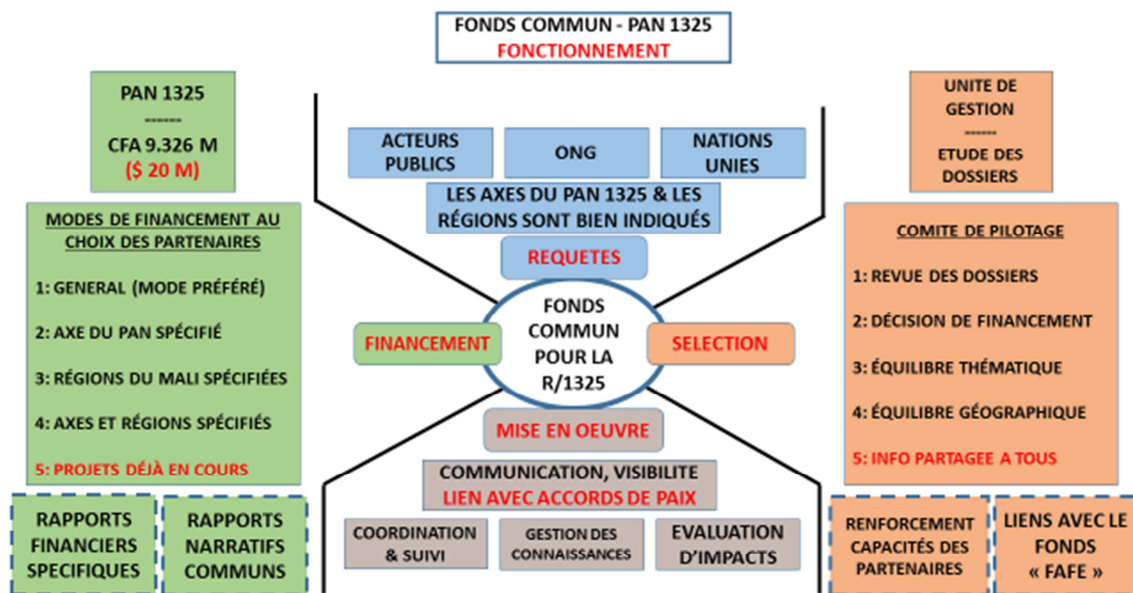 FONDS COMMUN - PAN 1325
FONCTIONNEMENT
PAN 1325
------
CFA 9.326 M
($ 20 M)
MODES DE FINANCEMENT AU
CHOIX DES PARTENAIRES
1: GENERAL (MODE PRÉFÉRÉ)
2: AXE DU PAN SPÉCIFIÉ
3: RÉGIONS DU MALI SPÉCIFIÉES
4: AXES ET RÉGIONS SPÉCIFIÉS
5: PROJETS DÉJÀ EN COURS
RAPPORTS
FINANCIERS
SPECIFIQUES
RAPPORTS
NARRATIFS
COMMUNS
ACTEURS
PUBLICS
ONG
NATIONS
UNIES
LES AXES DU PAN 1325 & LES
RÉGIONS SONT BIEN INDIQUÉS
REQUETES
FINANCEMENT
FONDS
COMMUN
POUR LA
R/1325
SELECTION
MISE EN OEUVRE
COMMUNICATION, VISIBILITE
LIEN AVEC ACCORDS DE PAIX
COORDINATION
& SUIVI
GESTION DES
CONNAISSANCES
EVALUATION
D'IMPACTS
UNITE DE
GESTION
------
ETUDE DES
DOSSIERS
COMITE DE PILOTAGE
1: REVUE DES DOSSIERS
2: DÉCISION DE FINANCEMENT
3: ÉQUILIBRE THÉMATIQUE
4: ÉQUILIBRE GÉOGRAPHIQUE
5: INFO PARTAGEE A TOUS
RENFORCEMENT
CAPACITÉS DES
PARTENAIRES
LIENS AVEC LE
FONDS
« FAFE »